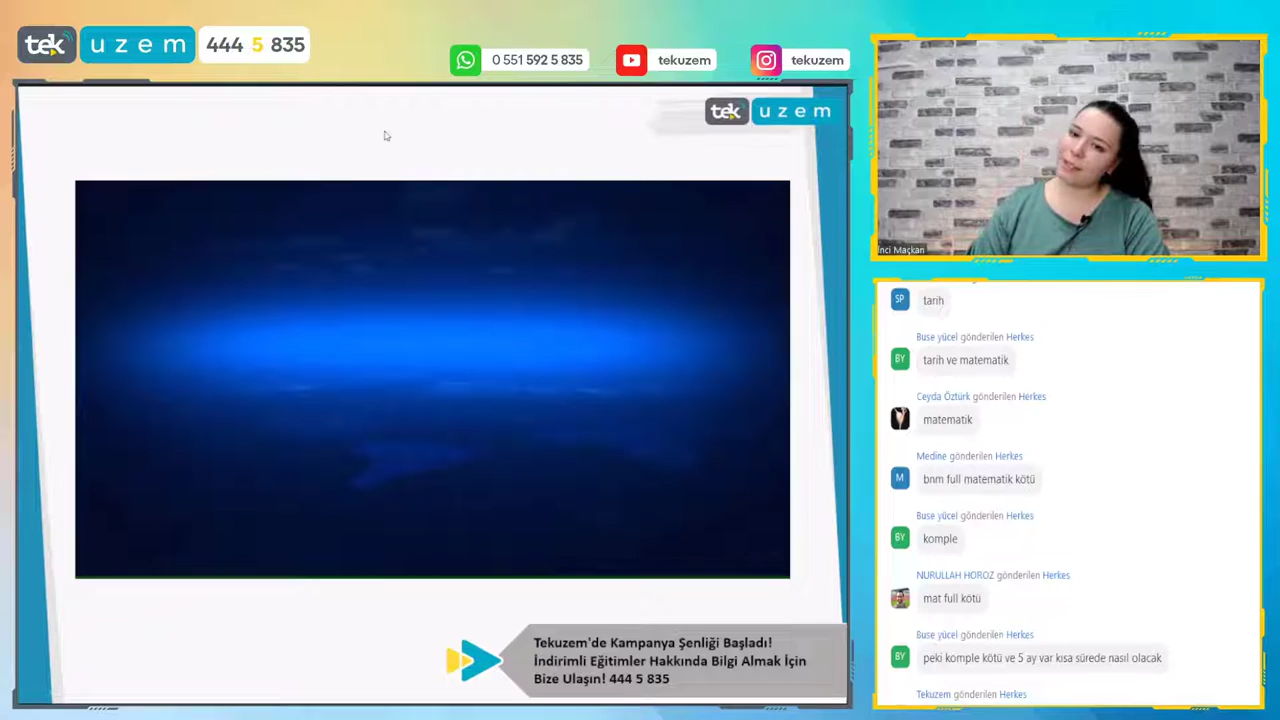 tek uzem 444 5 835
0 551 592 5 835
tekuzem
tekuzem
tek uzem
İnci Maçkan
SP
tarih
Buse yücel gönderilen Herkes
BY
tarih ve matematik
Ceyda Öztürk gönderilen Herkes
matematik
Medine gönderilen Herkes
M
bnm full matematik kötü
Buse yücel gönderilen Herkes
BY
komple
NURULLAH HOROZ gönderilen Herkes
mat full kötü
Buse yücel gönderilen Herkes
BY
peki komple kötü ve 5 ay var kısa sürede nasıl olacak
Tekuzem gönderilen Herkes
Tekuzem'de Kampanya Şenliği Başladı!
İndirimli Eğitimler Hakkında Bilgi Almak İçin
Bize Ulaşın! 444 5 835